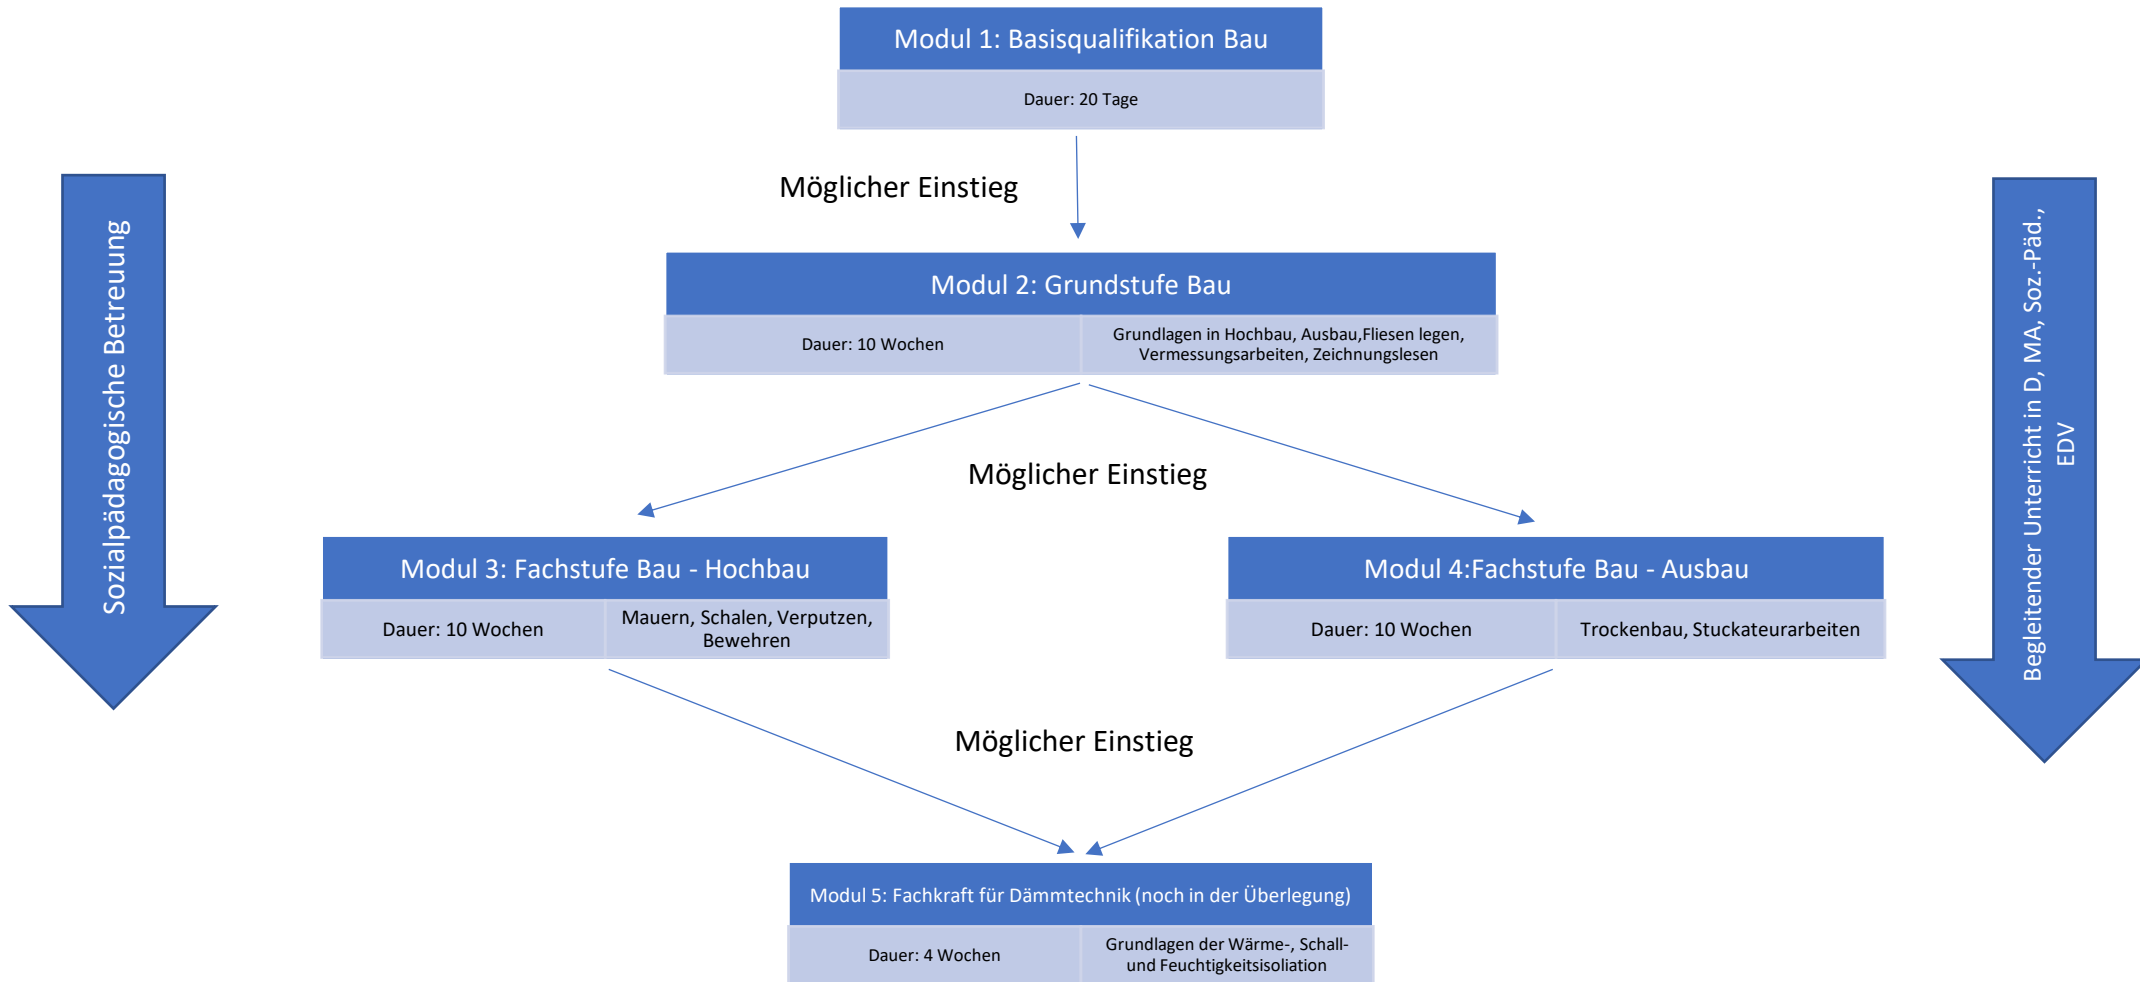 Modul 1: Basisqualifikation Bau
Dauer: 20 Tage
Möglicher Einstieg
Sozialpädagogische Betreuung
Begleitender Unterricht in D, MA, Soz.-Päd.,
EDV
Modul 2: Grundstufe Bau
Dauer: 10 Wochen
Grundlagen in Hochbau, Ausbau,Fliesen legen,
Vermessungsarbeiten, Zeichnungslesen
Möglicher Einstieg
Modul 3: Fachstufe Bau - Hochbau
Dauer: 10 Wochen
Mauern, Schalen, Verputzen,
Bewehren
Modul 4:Fachstufe Bau - Ausbau
Dauer: 10 Wochen
Trockenbau, Stuckateurarbeiten
Möglicher Einstieg
Modul 5: Fachkraft für Dämmtechnik (noch in der Überlegung)
Dauer: 4 Wochen
Grundlagen der Wärme-, Schall-
und Feuchtigkeitsisoliation